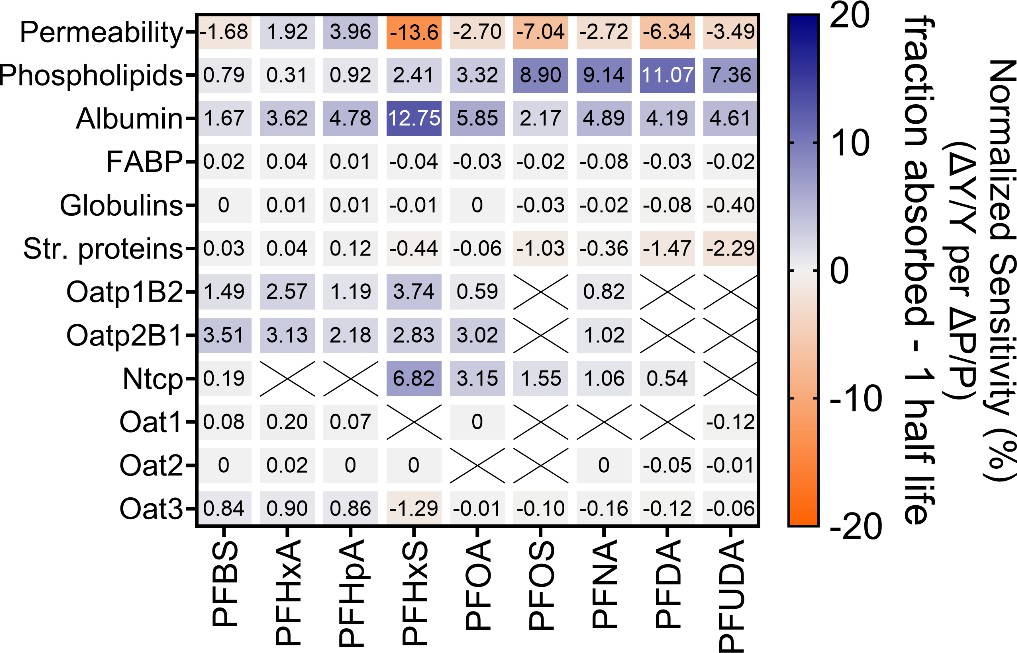 Permeability -1.68 1.92 3.96 -13.6 -2.70 -7.04 -2.72 -6.34 -3.49
Phospholipids 0.79 0.31 0.92 2.41 3.32 8.90 9.14 11.07 7.36
Albumin 1.67 3.62 4.78 12.75 5.85 2.17 4.89 4.19 4.61
FABP 0.02 0.04 0.01 -0.04 -0.03 -0.02 -0.08 -0.03 -0.02
Globulins 0 0.01 0.01 -0.01 0 -0.03 -0.02 -0.08 -0.40
Str. proteins 0.03 0.04 0.12 -0.44 -0.06 -1.03 -0.36 -1.47 -2.29
Oatp1B2 1.49 2.57 1.19 3.74 0.59 0.82
Oatp2B1 3.51 3.13 2.18 2.83 3.02 1.02
Ntcp 0.19 6.82 3.15 1.55 1.06 0.54
Oat1 0.08 0.20 0.07 0 -0.12
Oat2 0 0.02 0 0 0 -0.05 -0.01
Oat3 0.84 0.90 0.86 -1.29 -0.01 -0.10 -0.16 -0.12 -0.06
PFBS
PFHxA
PFHpA
PFHxS
PFOA
PFOS
PFNA
PFDA
PFUDA
20
10
0
-10
-20
Normalized Sensitivity (%)
(ΔY/Y per ΔP/P)
fraction absorbed - 1 half life